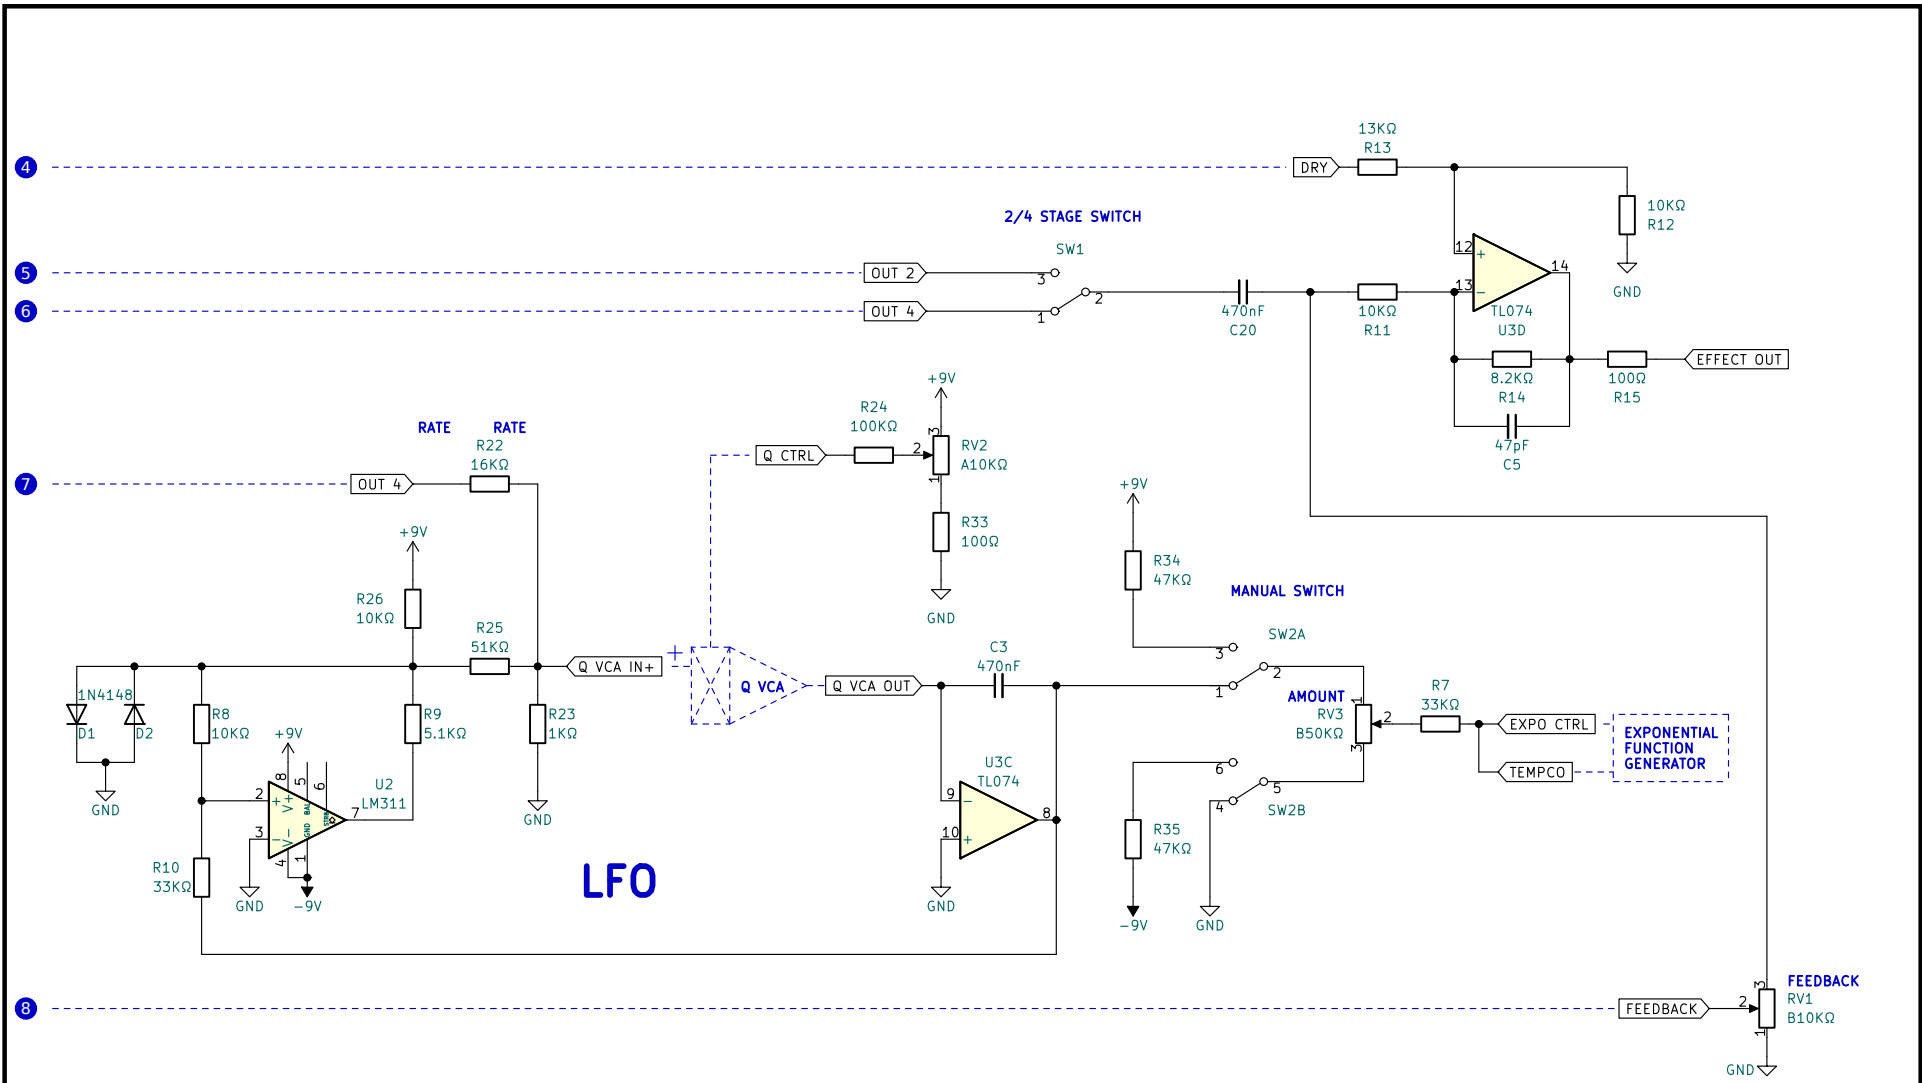 13KΩ
R13
4
DRY
10KΩ
R12
GND
2/4 STAGE SWITCH
SW1
5
OUT 2
3
2
6
OUT 4
1
470nF
C20
10KΩ
R11
12
+
13
−
14
TL074
U3D
8.2KΩ
R14
100Ω
R15
EFFECT OUT
47pF
C5
RATE
RATE
R22
16KΩ
7
OUT 4
R24
100KΩ
Q CTRL
+9V
3
2
1
RV2
A10KΩ
R33
100Ω
GND
+9V
R26
10KΩ
R25
51KΩ
Q VCA IN+
+
Q VCA
Q VCA OUT
C3
470nF
+9V
R34
47KΩ
MANUAL SWITCH
SW2A
3
2
1
AMOUNT
RV3
B50KΩ
1
2
3
R7
33KΩ
EXPO CTRL
TEMPCO
EXPONENTIAL
FUNCTION
GENERATOR
1N4148
D1
D2
GND
R8
10KΩ
R9
5.1KΩ
R23
1KΩ
GND
+9V
8
5
6
U2
LM311
2
+
V+
BAL
STRB
7
3
−
V−
GND
4
1
GND
−9V
R10
33KΩ
LFO
U3C
TL074
9
−
8
10
+
GND
6
5
4
SW2B
R35
47KΩ
−9V
GND
8
FEEDBACK
3
2
1
FEEDBACK
RV1
B10KΩ
GND